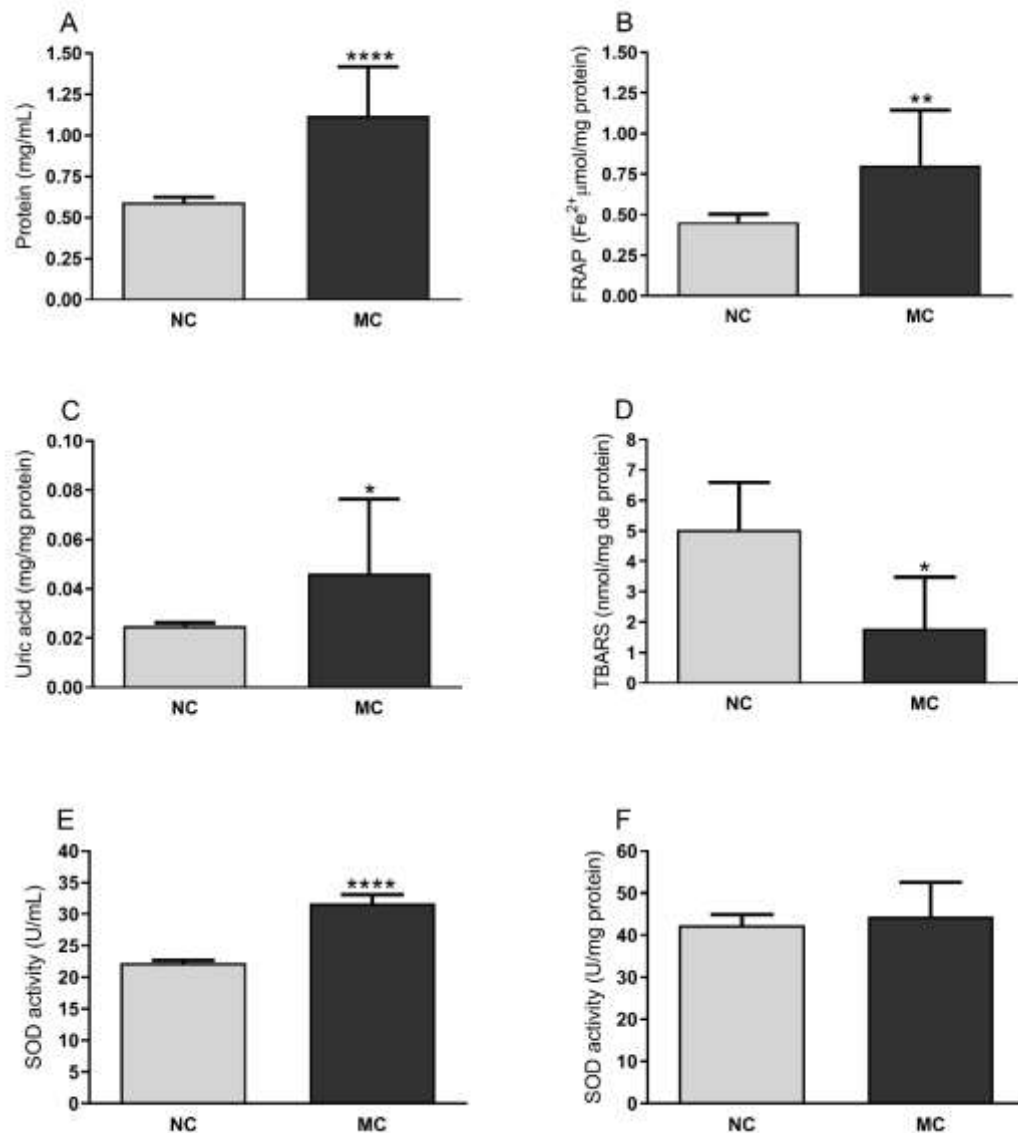 A
Protein (mg/mL)
1.50
1.25
1.00
0.75
0.50
0.25
0.00
****
NC MC
B
FRAP (Fe2+ μmol/mg protein)
1.50
1.25
1.00
0.75
0.50
0.25
0.00
**
NC MC
C
Uric acid (mg/mg protein)
0.10
0.08
0.06
0.04
0.02
0.00
*
NC MC
D
TBARS (nmol/mg de protein)
8
7
6
5
4
3
2
1
0
*
NC MC
E
SOD activity (U/mL)
40
35
30
25
20
15
10
5
0
****
NC MC
F
SOD activity (U/mg protein)
60
50
40
30
20
10
0
NC MC